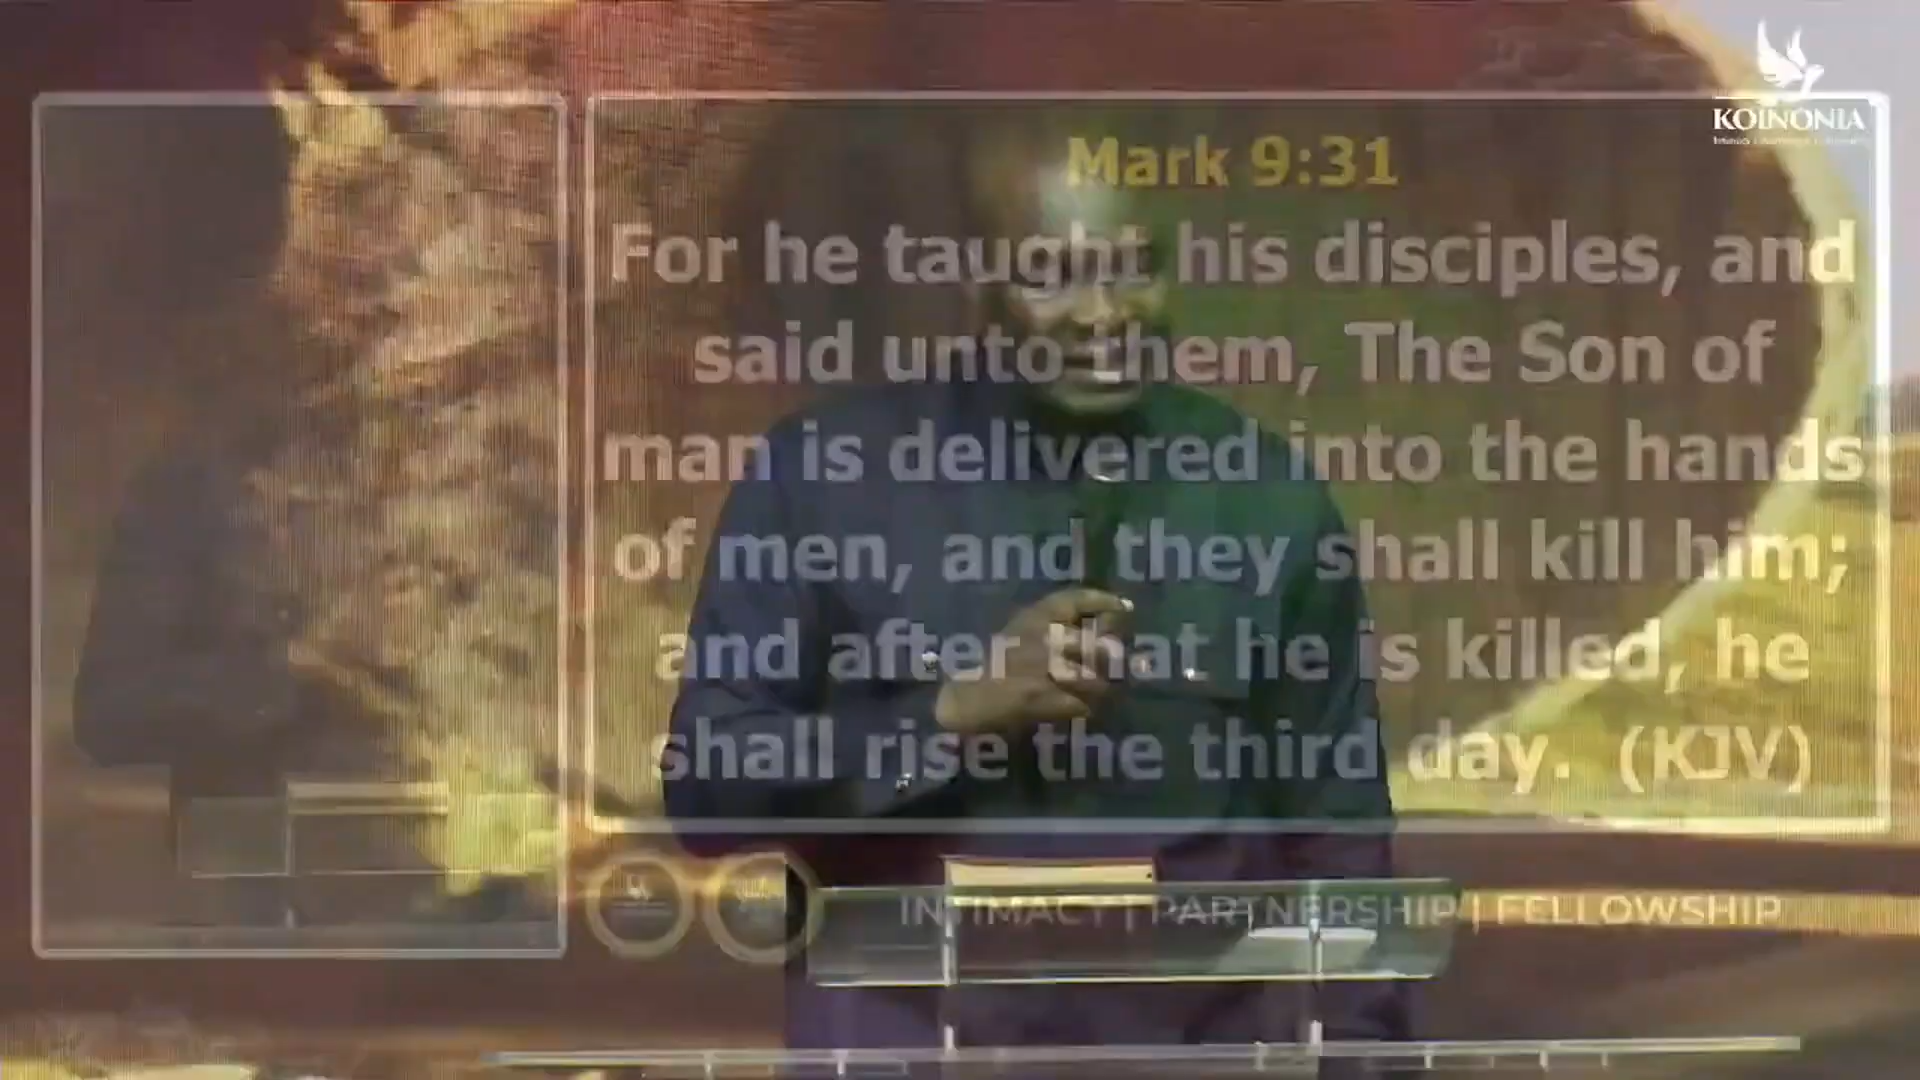 KOINONIA
Mark 9:31
For he taught his disciples, and
said unto them, The Son of
man is delivered into the hands
of men, and they shall kill him;
and after that he is killed, he
shall rise the third day. (KJV)
INTIMACY | PARTNERSHIP | FELLOWSHIP